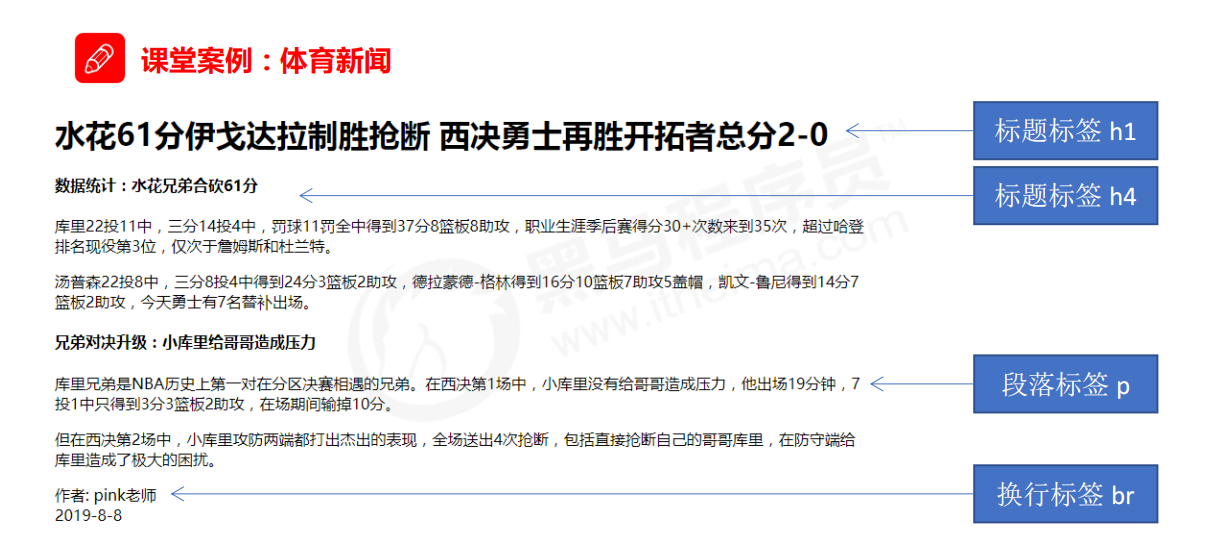 课堂案例：体育新闻
水花61分伊戈达拉制胜抢断 西决勇士再胜开拓者总分2-0
标题标签 h1
数据统计：水花兄弟合砍61分
标题标签 h4
库里22投11中，三分14投4中，罚球11罚全中得到37分8篮板8助攻，职业生涯季后赛得分30+次数来到35次，超过哈登
排名现役第3位，仅次于詹姆斯和杜兰特。
汤普森22投8中，三分8投4中得到24分3篮板2助攻，德拉蒙德-格林得到16分10篮板7助攻5盖帽，凯文-鲁尼得到14分7
篮板2助攻，今天勇士有7名替补出场。
兄弟对决升级：小库里给哥哥造成压力
库里兄弟是NBA历史上第一对在分区决赛相遇的兄弟。在西决第1场中，小库里没有给哥哥造成压力，他出场19分钟，7
投1中只得到3分3篮板2助攻，在场期间输掉10分。
段落标签 p
但在西决第2场中，小库里攻防两端都打出杰出的表现，全场送出4次抢断，包括直接抢断自己的哥哥库里，在防守端给
库里造成了极大的困扰。
作者: pink老师
2019-8-8
换行标签 br
黑马程序员™
www.itheima.com